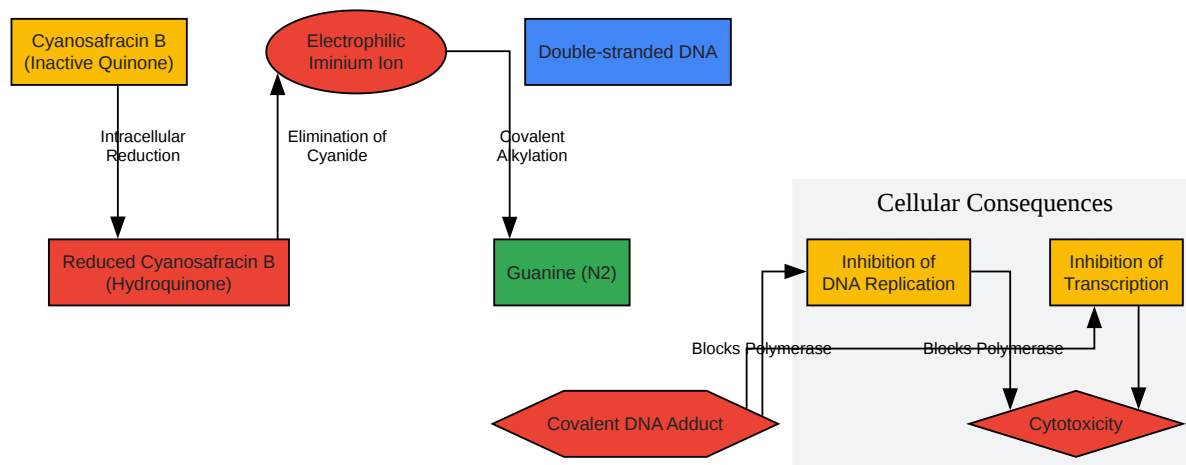 Cyanosafracin B
(Inactive Quinone)
Electrophilic
Iminium Ion
Double-stranded DNA
Intracellular
Reduction
Elimination of
Cyanide
Covalent
Alkylation
Cellular Consequences
Reduced Cyanosafracin B
(Hydroquinone)
Guanine (N2)
Inhibition of
DNA Replication
Inhibition of
Transcription
Blocks Polymerase
Blocks Polymerase
Covalent DNA Adduct
Cytotoxicity